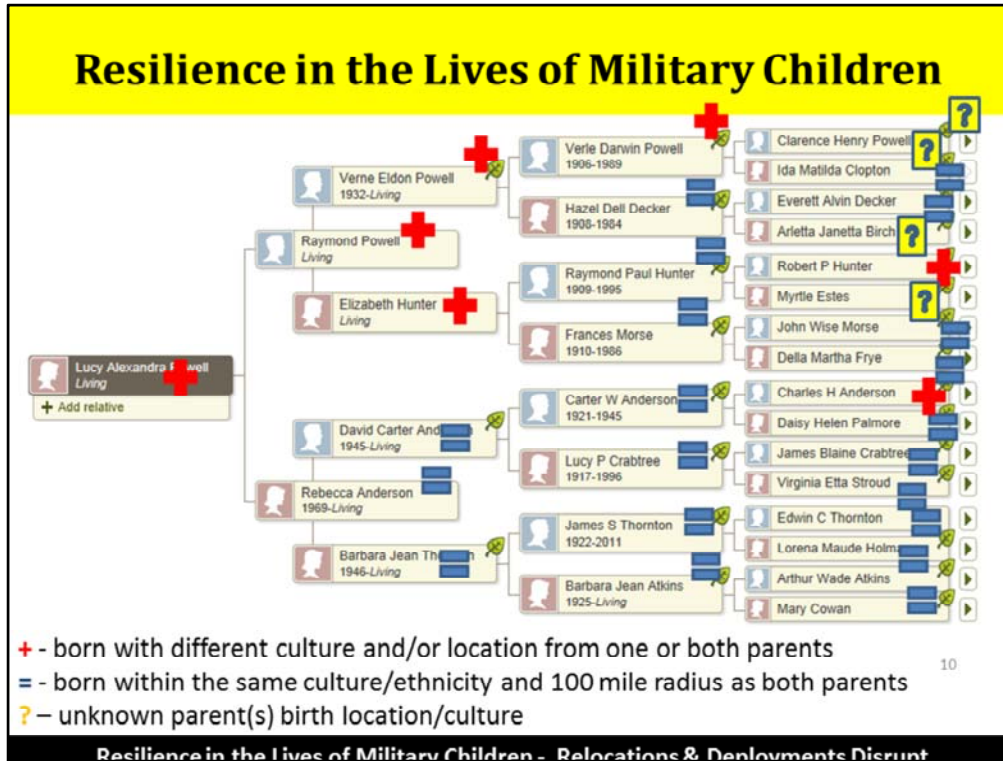 Resilience in the Lives of Military Children
Lucy Alexandra
Living
+ Add relative
Raymond Powell
Living
Rebecca Anderson
1969-Living
Verne Eldon Powell
1932-Living
Elizabeth Hunter
Living
David Carter
1945-Living
Barbara Jean
1946-Living
Verle Darwin Powell
1906-1989
Hazel Dell Decker
1908-1984
Raymond Paul Hunter
1909-1995
Frances Morse
1910-1986
Carter W Anderson
1921-1945
Lucy P Crabtree
1917-1996
James S Thornton
1922-2011
Barbara Jean Atkins
1925-Living
Clarence Henry Powell
?
Ida Matilda Clopton
?
Everett Alvin Decker
Arletta Janetta Birch
?
Robert P Hunter
Myrtle Estes
?
John Wise Morse
Della Martha Frye
Charles H Anderson
Daisy Helen Palmore
James Blaine Crabtree
Virginia Etta Stroud
Edwin C Thornton
Lorena Maude
Arthur Wade Atkins
Mary Cowan
+ - born with different culture and/or location from one or both parents
10
= - born within the same culture/ethnicity and 100 mile radius as both parents
? – unknown parent(s) birth location/culture
Resilience in the Lives of Military Children - Relocations & Deployments Disrupt